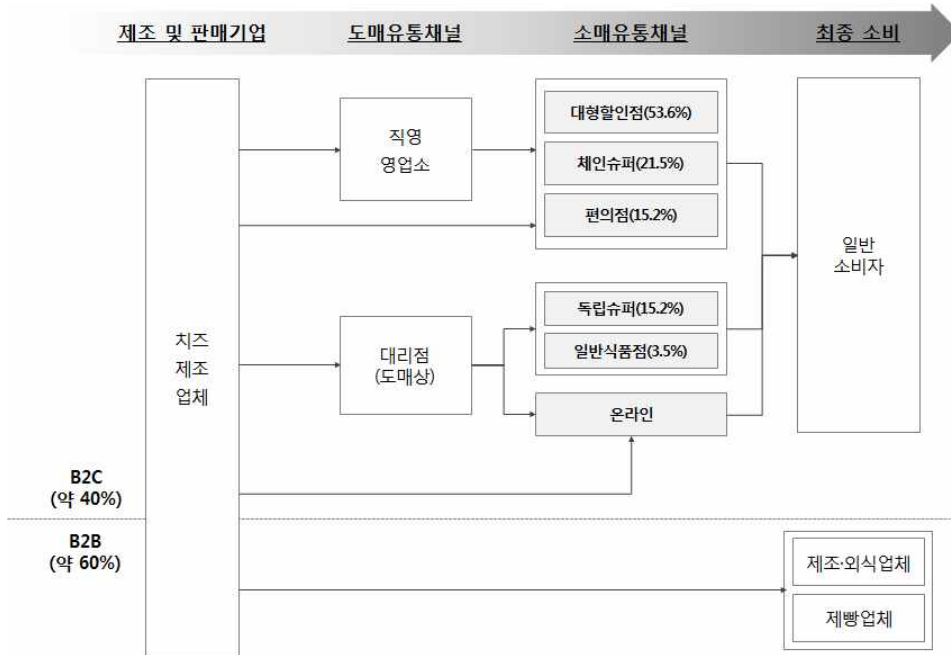 제조 및 판매기업
도매유통채널
소매유통채널
최종 소비
치즈
제조
업체
직영
영업소
대형할인점(53.6%)
체인슈퍼(21.5%)
편의점(15.2%)
대리점
(도매상)
독립슈퍼(15.2%)
일반식품점(3.5%)
온라인
일반
소비자
B2C
(약 40%)
B2B
(약 60%)
제조·외식업체
제빵업체